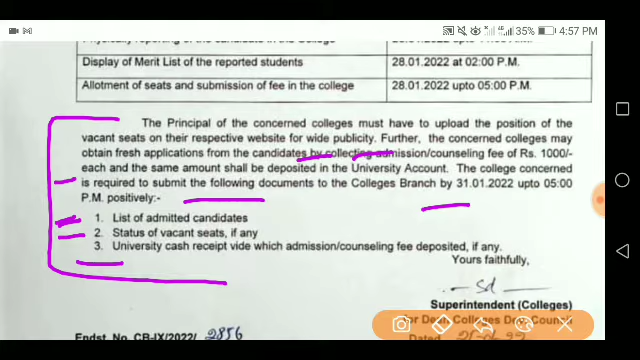 35% 4:57 PM
Display of Merit List of the reported students 28.01.2022 at 02:00 P.M.
Allotment of seats and submission of fee in the college 28.01.2022 upto 05:00 P.M.
The Principal of the concerned colleges must have to upload the position of the
vacant seats on their respective website for wide publicity. Further, the concerned colleges may
obtain fresh applications from the candidates by collecting admission/counseling fee of Rs. 1000/-
each and the same amount shall be deposited in the University Account. The college concerned
is required to submit the following documents to the Colleges Branch by 31.01.2022 upto 05:00
P.M. positively:-
1. List of admitted candidates
2. Status of vacant seats, if any
3. University cash receipt vide which admission/counseling fee deposited, if any.
Yours faithfully,
Sd
Superintendent (Colleges)
for Dean Colleges Dev. Council
Endst. No. CB-IX/2022/ 2856
Dated